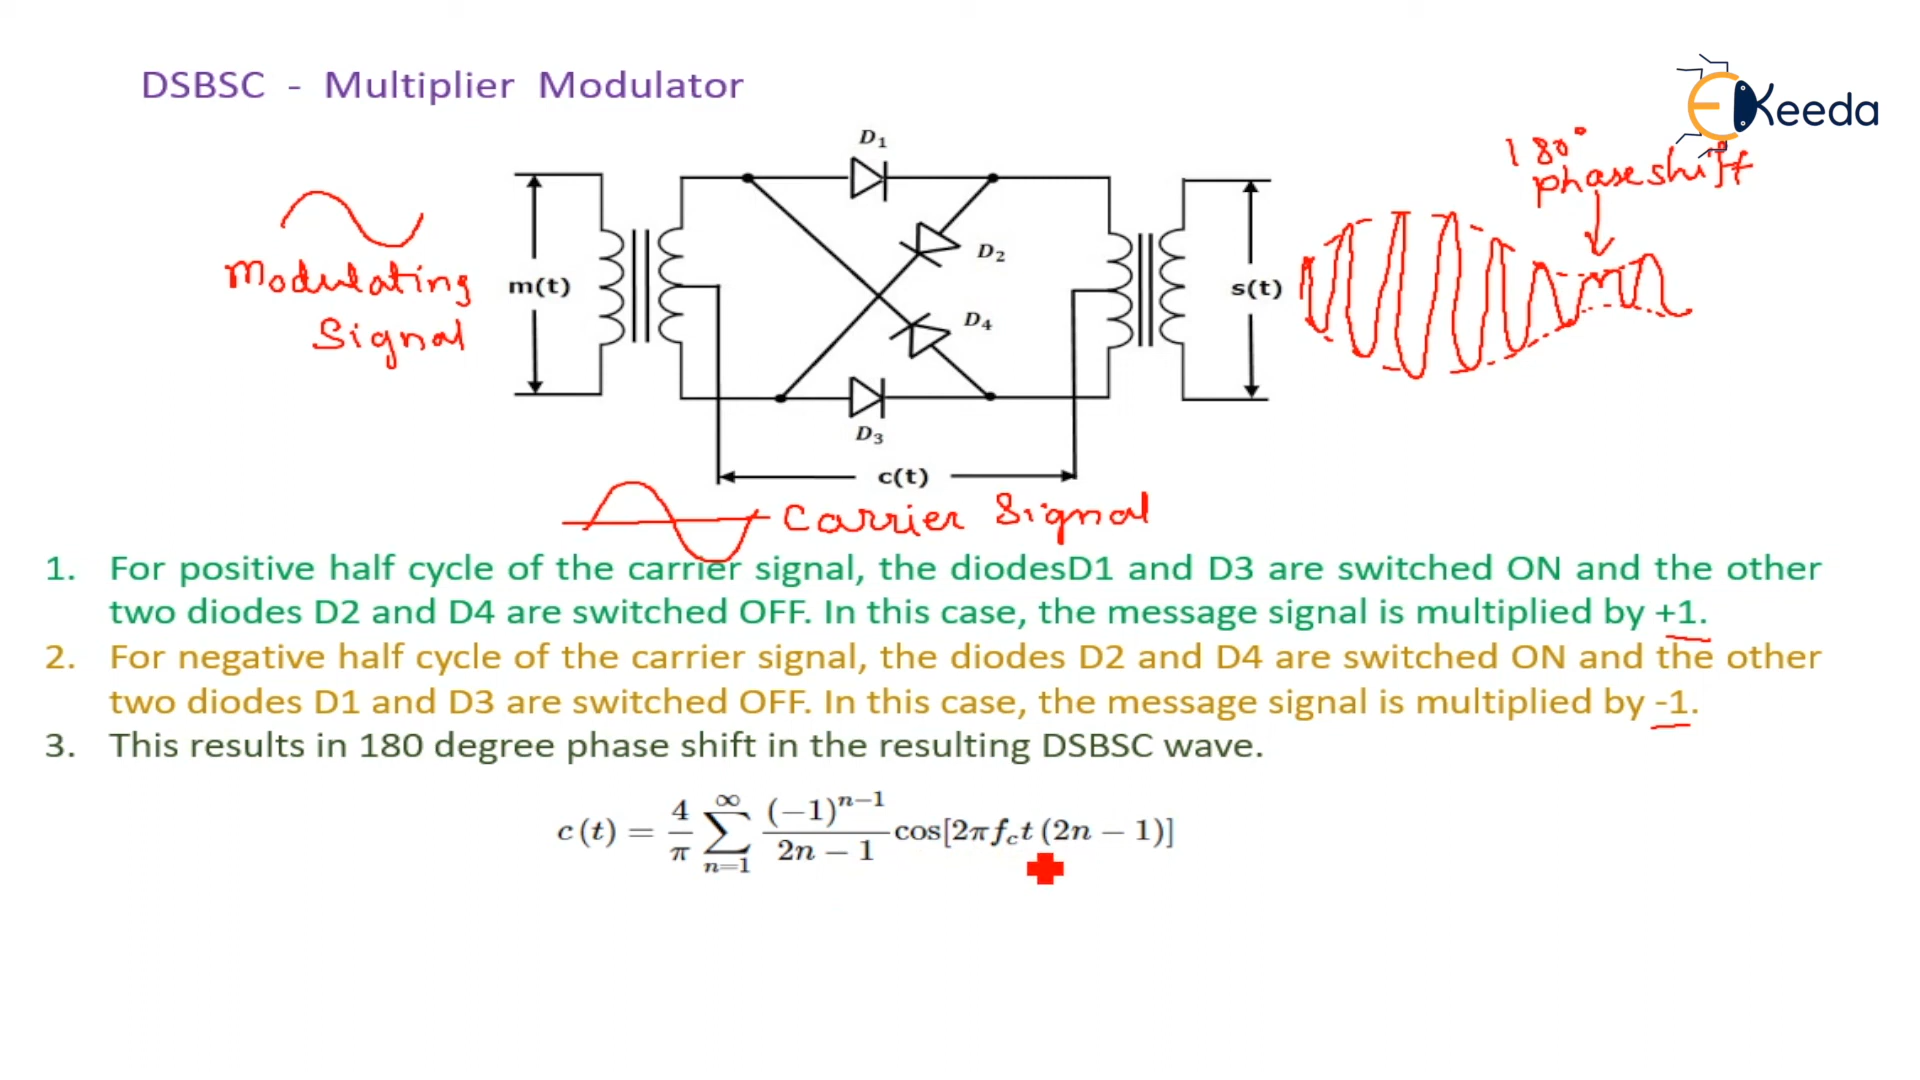 DSBSC - Multiplier Modulator
EKeeda
180°
phase shift
D₁
D₂
D₄
D₃
Modulating
Signal
m(t)
s(t)
c(t)
Carrier Signal
1. For positive half cycle of the carrier signal, the diodesD1 and D3 are switched ON and the other
two diodes D2 and D4 are switched OFF. In this case, the message signal is multiplied by +1.
2. For negative half cycle of the carrier signal, the diodes D2 and D4 are switched ON and the other
two diodes D1 and D3 are switched OFF. In this case, the message signal is multiplied by -1.
3. This results in 180 degree phase shift in the resulting DSBSC wave.
c(t) = 4/π ∑_{n=1}^{∞} (−1)^{n−1}/(2n − 1) cos[2πf_c t (2n − 1)]